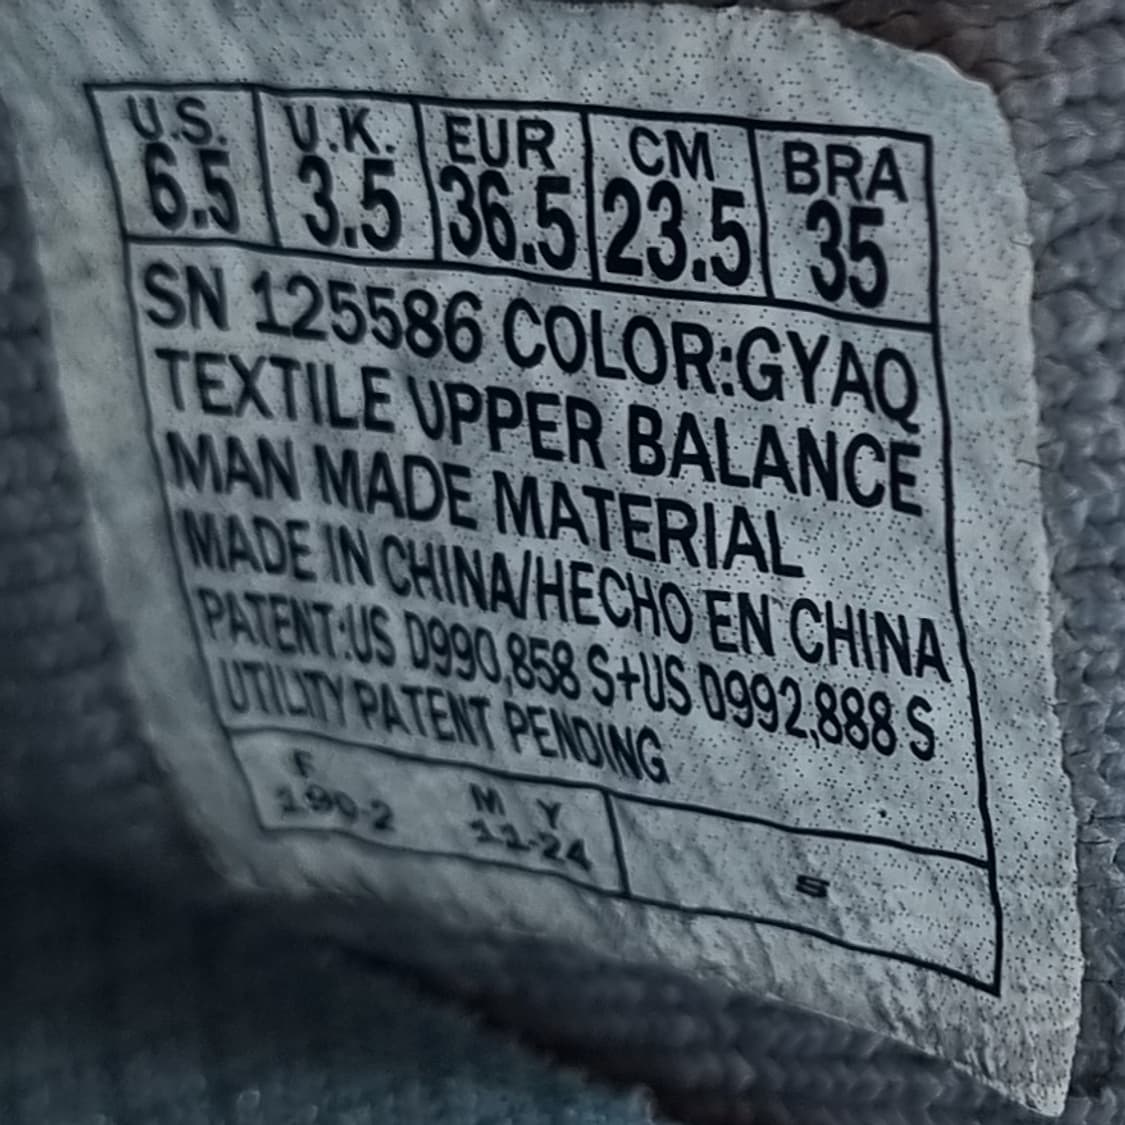 U.S. U.K. EUR CM BRA
6.5 3.5 36.5 23.5 35
SN 125586 COLOR:GYAQ
TEXTILE UPPER BALANCE
MAN MADE MATERIAL
MADE IN CHINA/HECHO EN CHINA
PATENT:US D990,858 S+US D992,888 S
UTILITY PATENT PENDING
F M Y
190-2 11-24
S